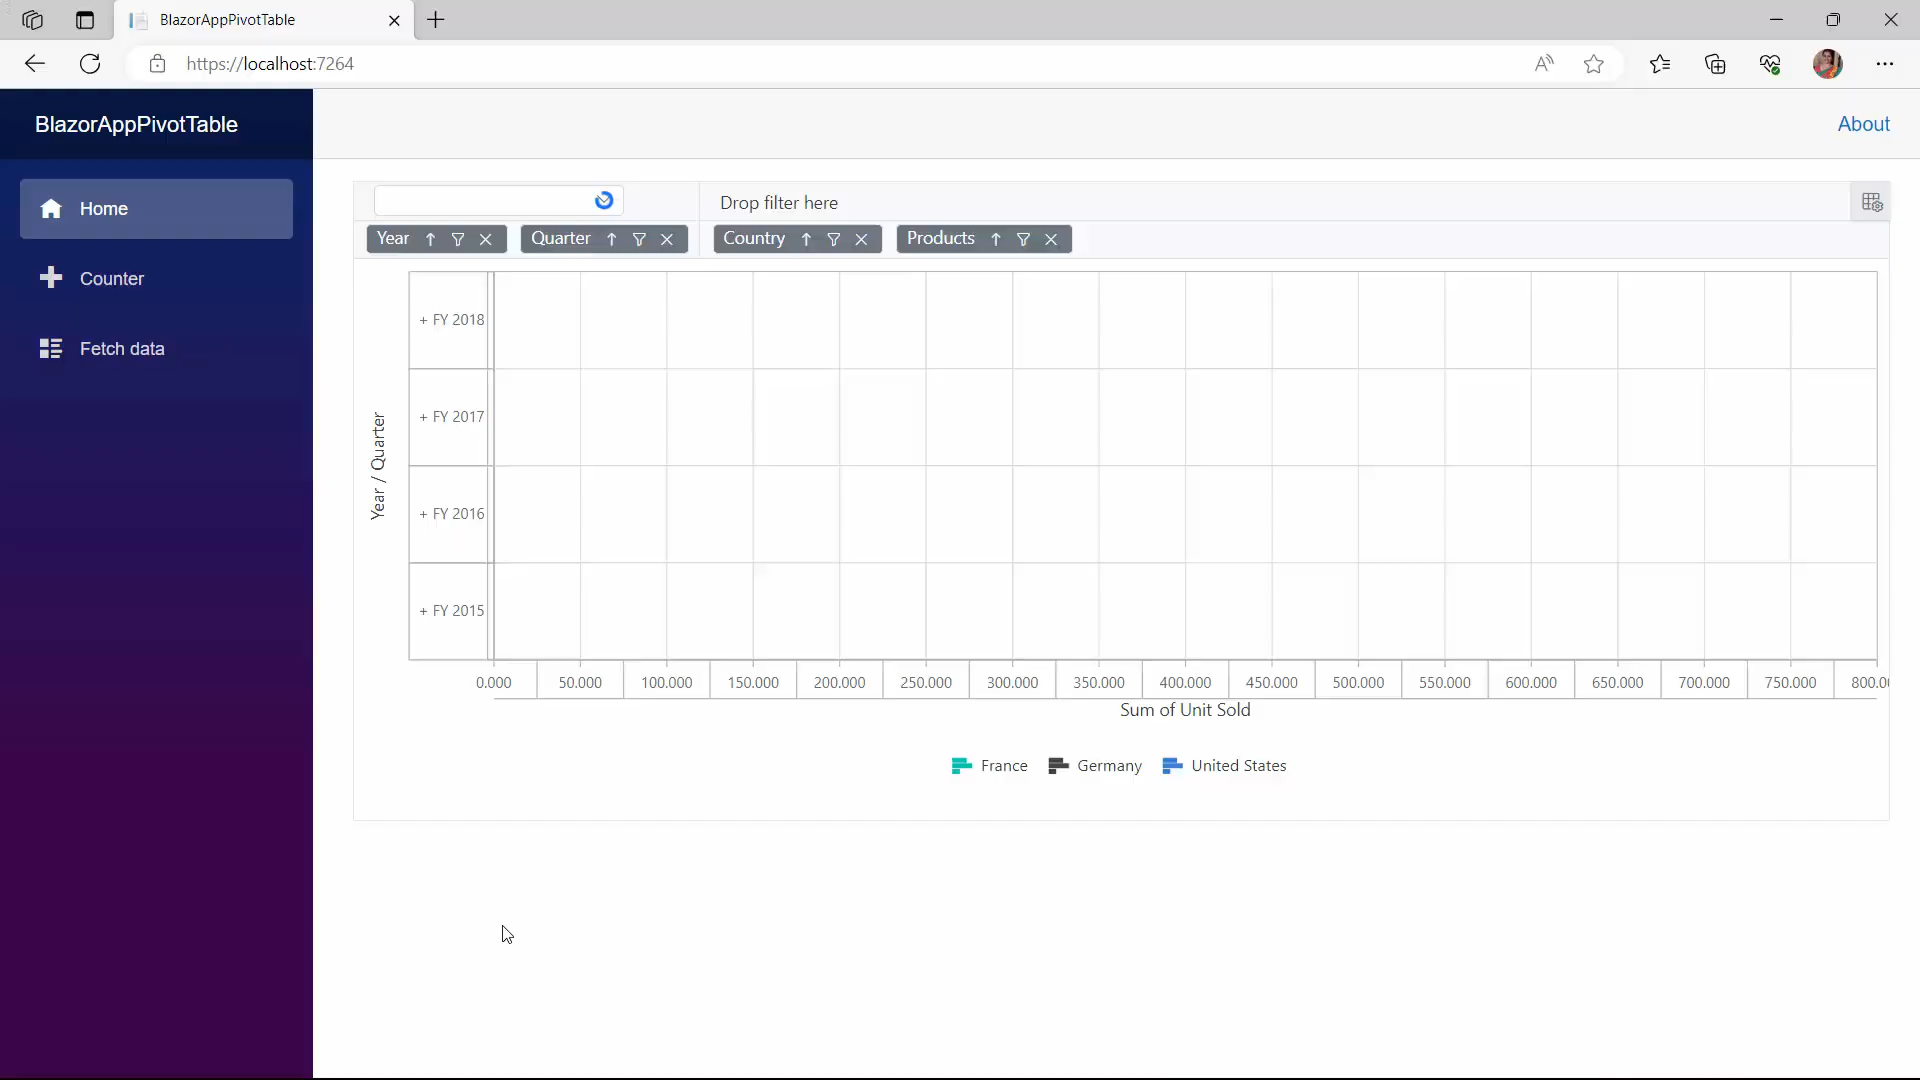 BlazorAppPivotTable
https://localhost:7264
BlazorAppPivotTable
About
Home
Counter
Fetch data
Drop filter here
Year
Quarter
Country
Products
Year / Quarter
+ FY 2018
+ FY 2017
+ FY 2016
+ FY 2015
0.000 50.000 100.000 150.000 200.000 250.000 300.000 350.000 400.000 450.000 500.000 550.000 600.000 650.000 700.000 750.000
Sum of Unit Sold
France Germany United States